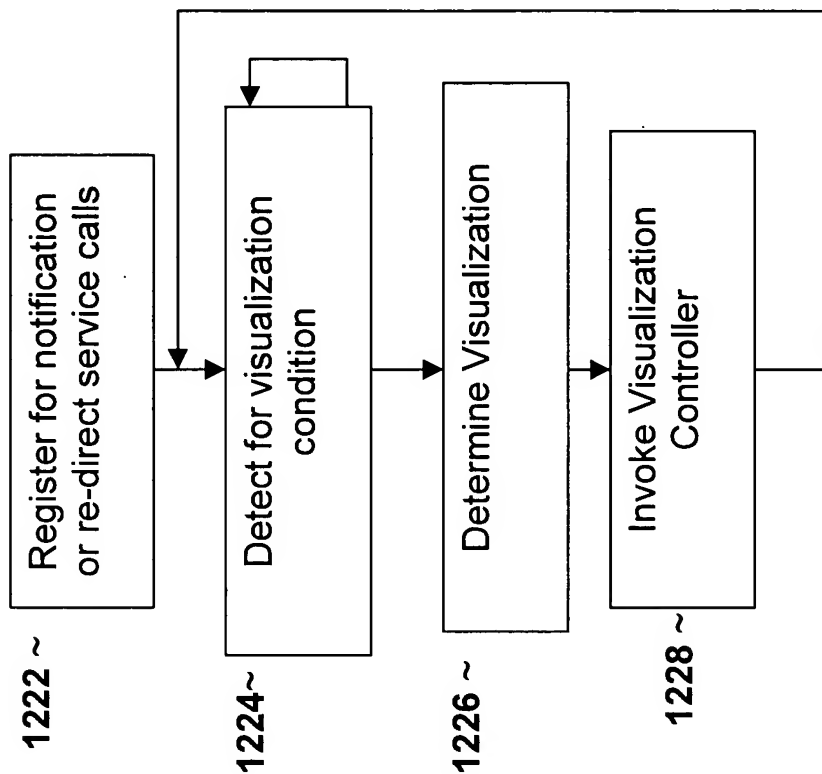 1222 ~
Register for notification
or re-direct service calls
1224~
Detect for visualization
condition
1226 ~
Determine Visualization
1228 ~
Invoke Visualization
Controller